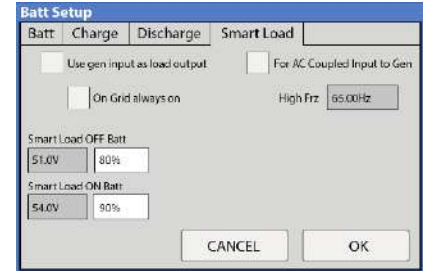 Batt Setup
Batt Charge Discharge Smart Load
Use gen input as load output For AC Coupled Input to Gen
On Grid always on High Frz 65.00Hz
Smart Load OFF Batt
51.0V 80%
Smart Load ON Batt
54.0V 90%
CANCEL OK